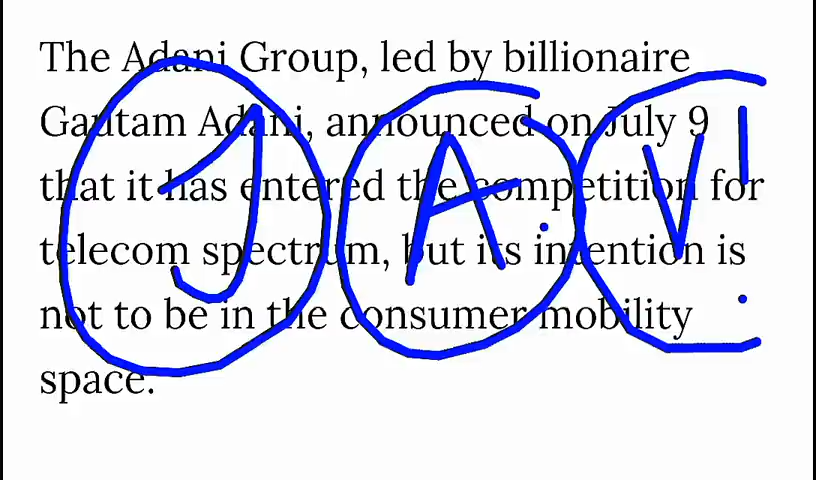 The Adani Group, led by billionaire
Gautam Adani, announced on July 9
that it has entered the competition for
telecom spectrum, but its intention is
not to be in the consumer mobility
space.
J A. V!